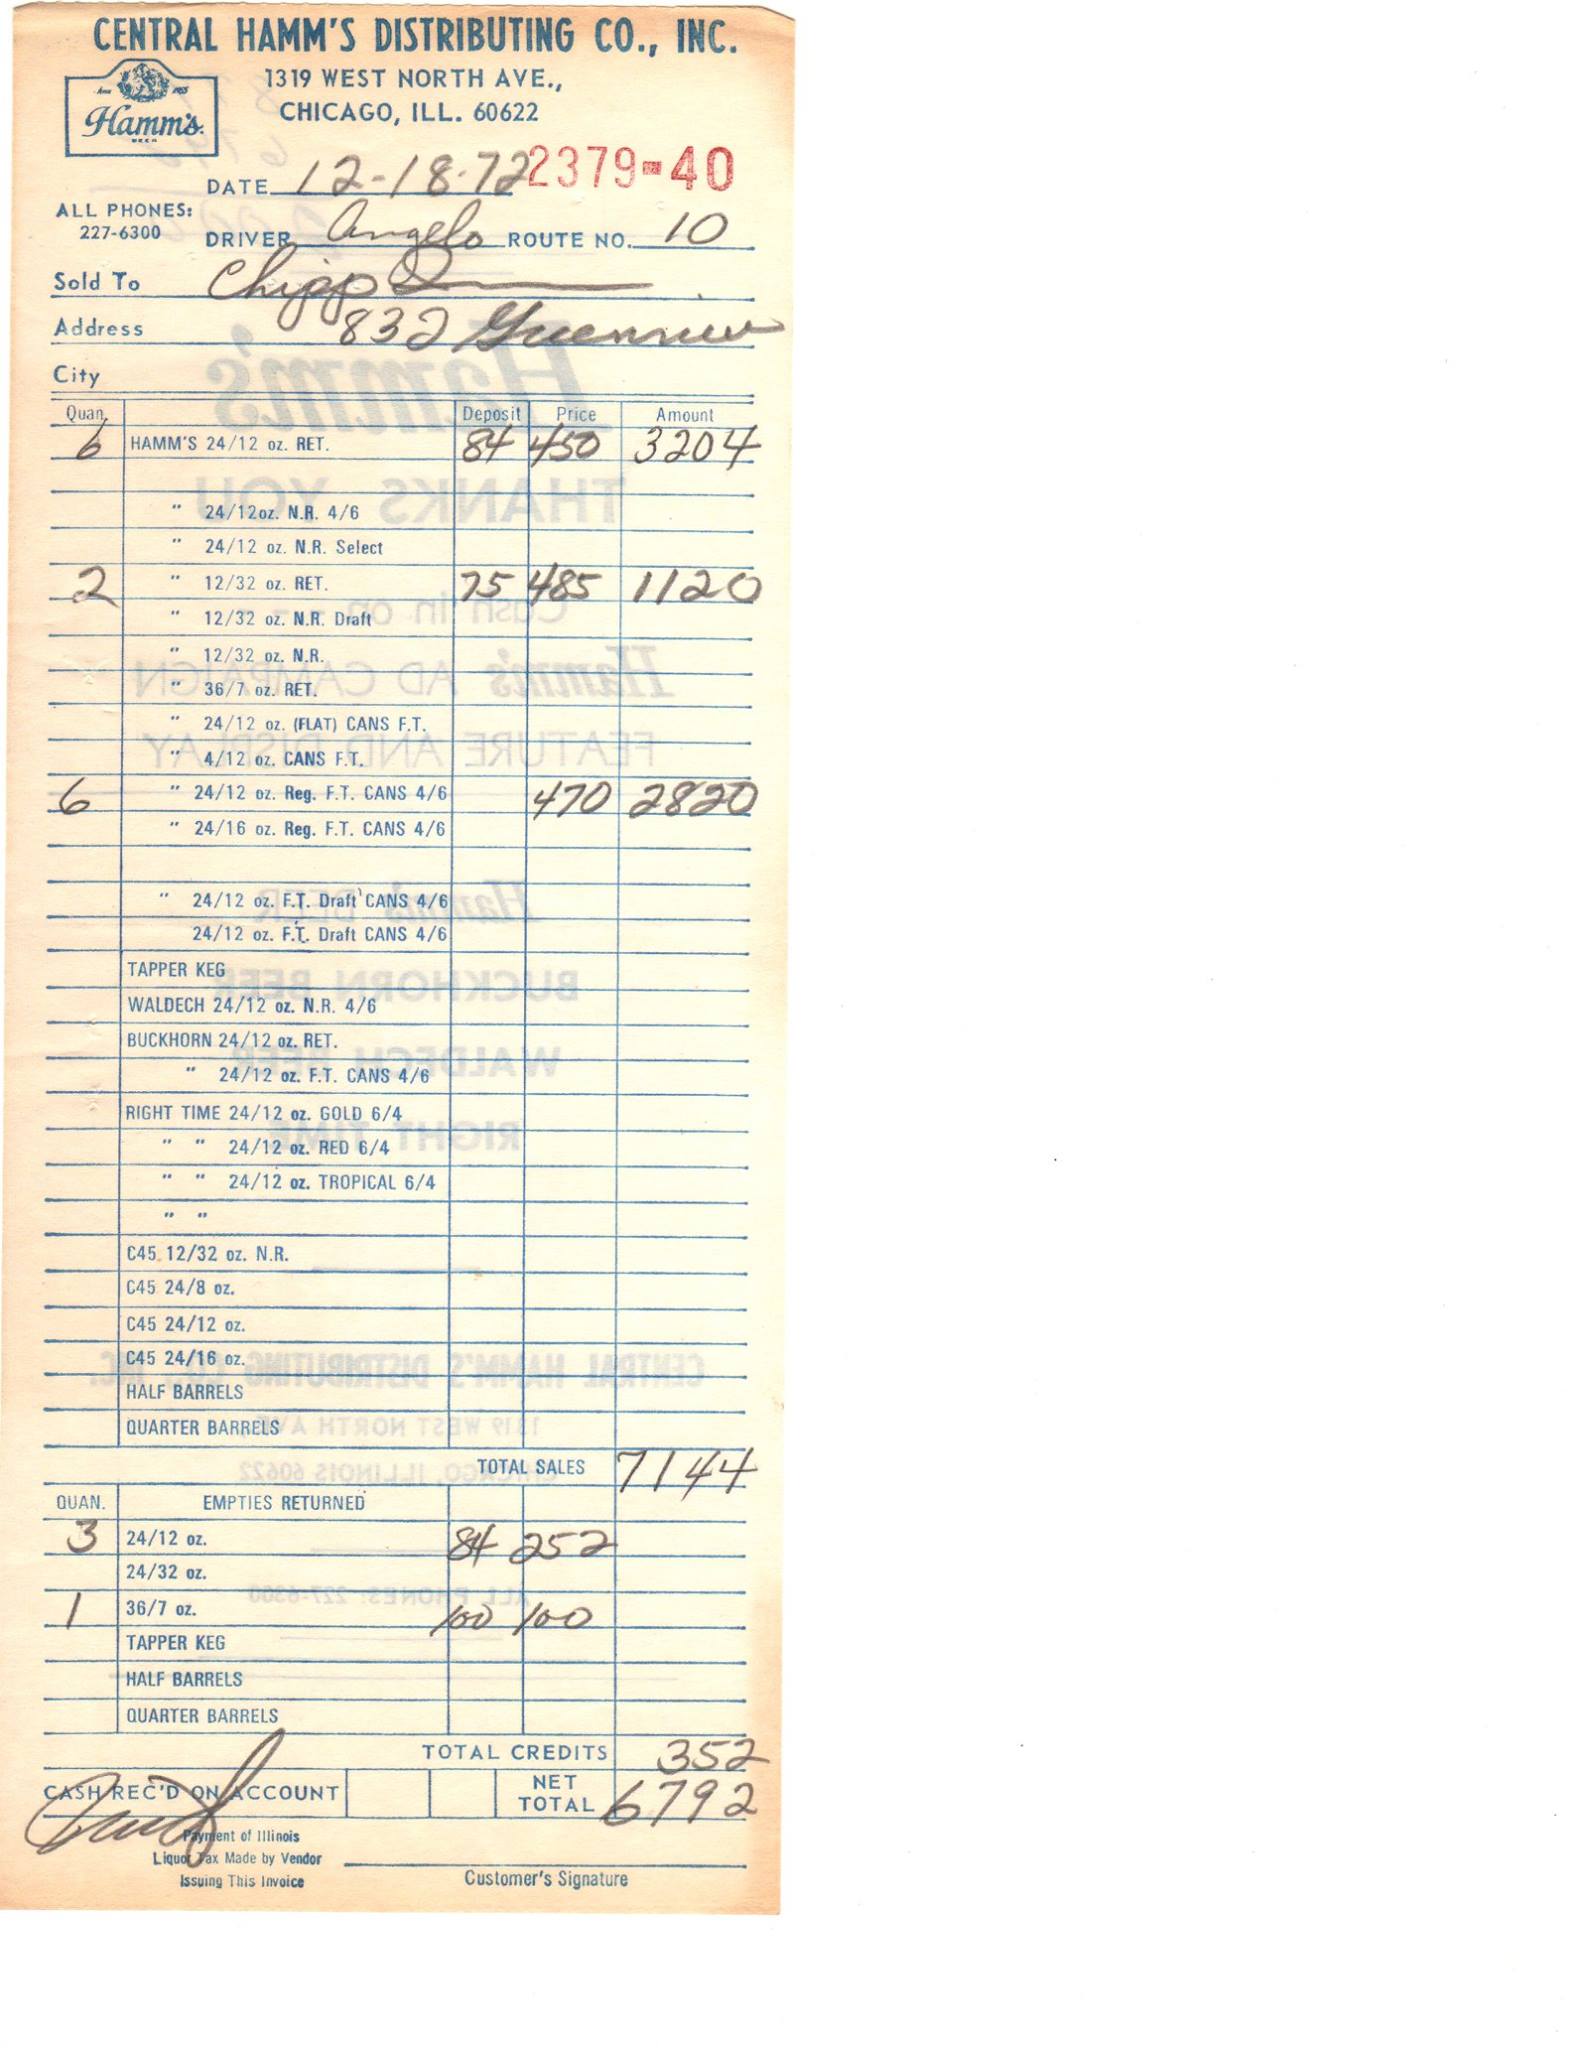 CENTRAL HAMM'S DISTRIBUTING CO., INC.
Hamm's BEER
1319 WEST NORTH AVE.,
CHICAGO, ILL. 60622
DATE 12-18-72 2379-40
ALL PHONES:
227-6300
DRIVER Angelo ROUTE NO. 10
Sold To Chipp
Address 832
City
Quan. Deposit Price Amount
6 HAMM'S 24/12 oz. RET. 84 450 3204
" 24/12oz. N.R. 4/6
" 24/12 oz. N.R. Select
2 " 12/32 oz. RET. 75 485 1120
" 12/32 oz. N.R. Draft
" 12/32 oz. N.R.
" 36/7 oz. RET.
" 24/12 oz. (FLAT) CANS F.T.
" 4/12 oz. CANS F.T.
6 " 24/12 oz. Reg. F.T. CANS 4/6 470 2820
" 24/16 oz. Reg. F.T. CANS 4/6
" 24/12 oz. F.T. Draft CANS 4/6
24/12 oz. F.T. Draft CANS 4/6
TAPPER KEG
WALDECH 24/12 oz. N.R. 4/6
BUCKHORN 24/12 oz. RET.
" 24/12 oz. F.T. CANS 4/6
RIGHT TIME 24/12 oz. GOLD 6/4
" " 24/12 oz. RED 6/4
" " 24/12 oz. TROPICAL 6/4
" "
C45 12/32 oz. N.R.
C45 24/8 oz.
C45 24/12 oz.
C45 24/16 oz.
HALF BARRELS
QUARTER BARRELS
TOTAL SALES 7144
QUAN. EMPTIES RETURNED
3 24/12 oz. 84 252
24/32 oz.
1 36/7 oz. 100 100
TAPPER KEG
HALF BARRELS
QUARTER BARRELS
TOTAL CREDITS 352
CASH REC'D ON ACCOUNT NET TOTAL 6792
Payment of Illinois
Liquor Tax Made by Vendor
Issuing This Invoice
Customer's Signature